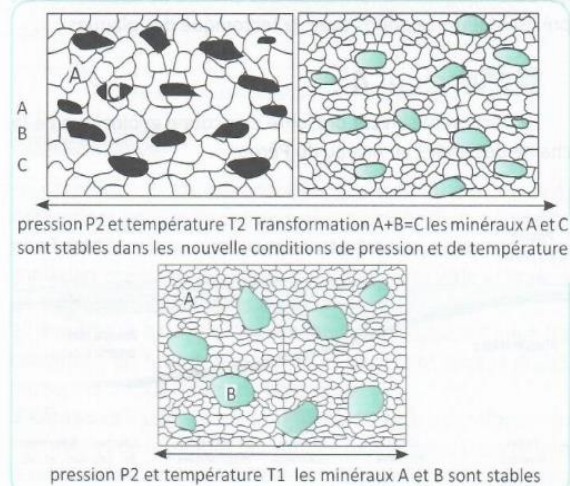 A
C
A
B
C
pression P2 et température T2 Transformation A+B=C les minéraux A et C
sont stables dans les nouvelle conditions de pression et de température
A
B
pression P2 et température T1 les minéraux A et B sont stables